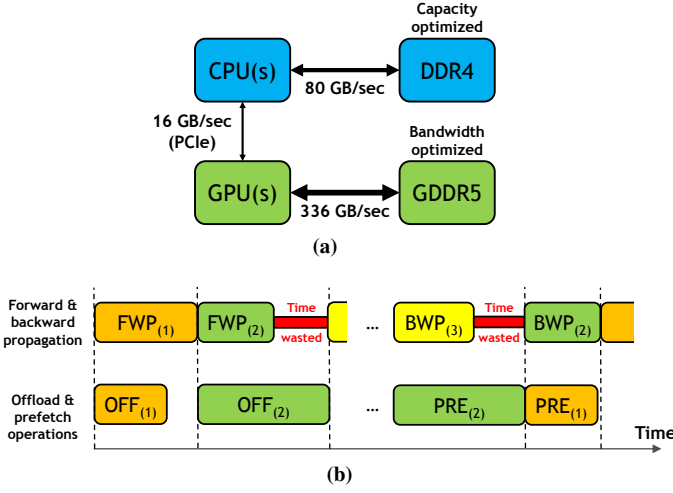 Capacity
optimized
CPU(s)
DDR4
80 GB/sec
16 GB/sec
(PCIe)
Bandwidth
optimized
GPU(s)
GDDR5
336 GB/sec
(a)
Forward &
backward
propagation
FWP(1)
FWP(2)
Time
wasted
...
BWP(3)
Time
wasted
BWP(2)
Offload &
prefetch
operations
OFF(1)
OFF(2)
...
PRE(2)
PRE(1)
Time
(b)